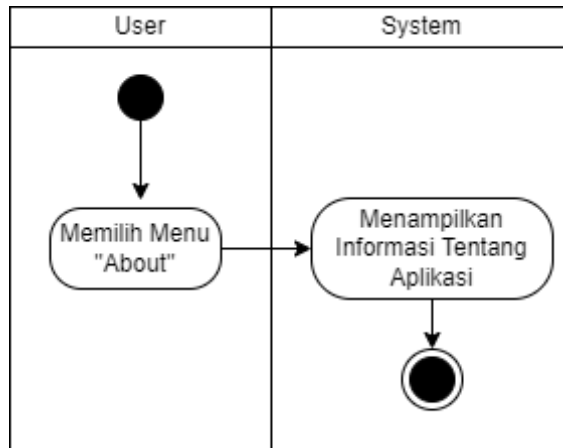 User
System
Memilih Menu
"About"
Menampilkan
Informasi Tentang
Aplikasi